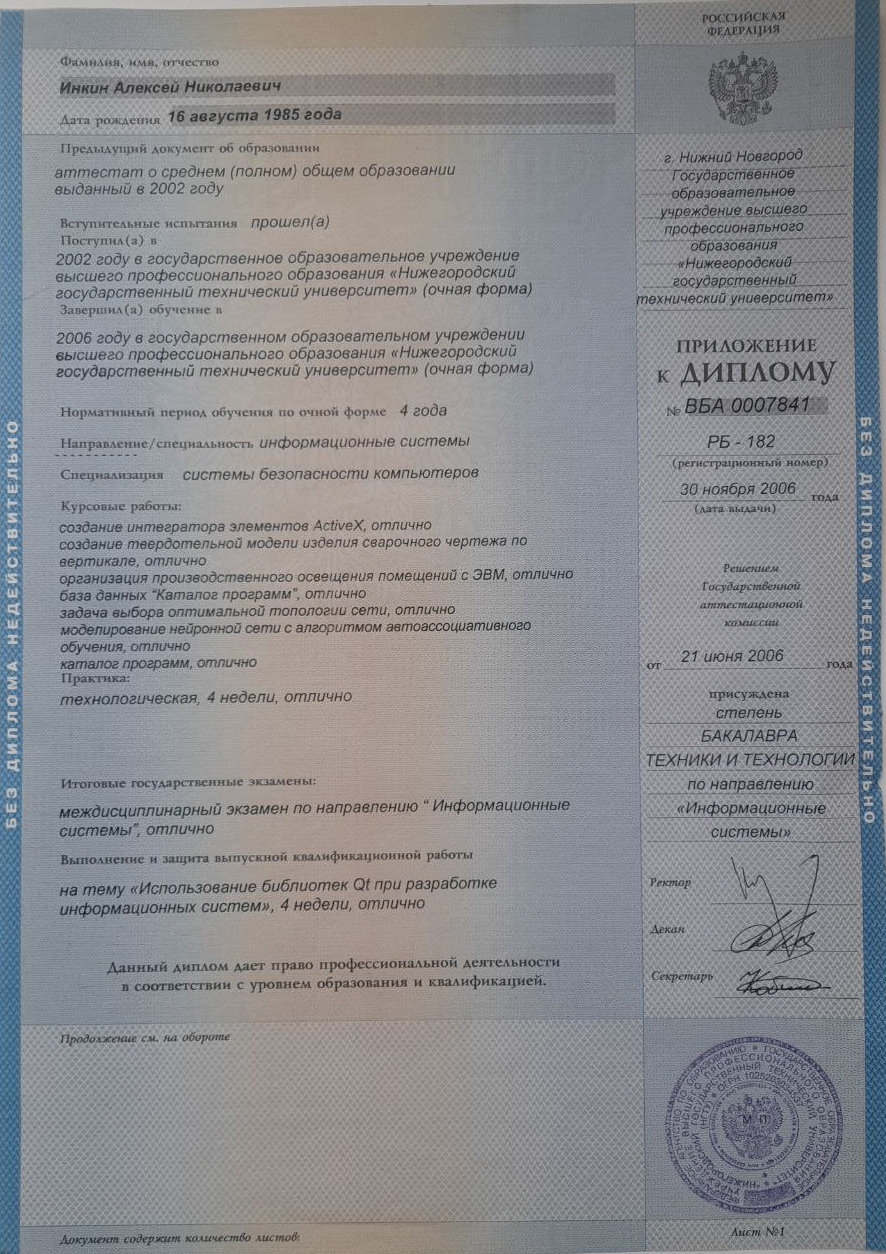 Фамилия, имя, отчество
Инкин Алексей Николаевич
Дата рождения 16 августа 1985 года
Предыдущий документ об образовании
аттестат о среднем (полном) общем образовании
выданный в 2002 году
Вступительные испытания прошел(а)
Поступил(а) в
2002 году в государственное образовательное учреждение
высшего профессионального образования «Нижегородский
государственный технический университет» (очная форма)
Завершил(а) обучение в
2006 году в государственном образовательном учреждении
высшего профессионального образования «Нижегородский
государственный технический университет» (очная форма)
Нормативный период обучения по очной форме 4 года
Направление/специальность информационные системы
Специализация системы безопасности компьютеров
Курсовые работы:
создание интегратора элементов ActiveX, отлично
создание твердотельной модели изделия сварочного чертежа по
вертикале, отлично
организация производственного освещения помещений с ЭВМ, отлично
база данных "Каталог программ", отлично
задача выбора оптимальной топологии сети, отлично
моделирование нейронной сети с алгоритмом автоассоциативного
обучения, отлично
каталог программ, отлично
Практика:
технологическая, 4 недели, отлично
Итоговые государственные экзамены:
междисциплинарный экзамен по направлению " Информационные
системы", отлично
Выполнение и защита выпускной квалификационной работы
на тему «Использование библиотек Qt при разработке
информационных систем», 4 недели, отлично
Данный диплом дает право профессиональной деятельности
в соответствии с уровнем образования и квалификацией.
Продолжение см. на обороте
Документ содержит количество листов:
РОССИЙСКАЯ
ФЕДЕРАЦИЯ
г. Нижний Новгород
Государственное
образовательное
учреждение высшего
профессионального
образования
«Нижегородский
государственный
технический университет»
ПРИЛОЖЕНИЕ
к ДИПЛОМУ
№ ВБА 0007841
РБ - 182
(регистрационный номер)
30 ноября 2006 года
(дата выдачи)
Решением
Государственной
аттестационной
комиссии
от 21 июня 2006 года
присуждена
степень
БАКАЛАВРА
ТЕХНИКИ И ТЕХНОЛОГИИ
по направлению
«Информационные
системы»
Ректор
Декан
Секретарь
М П
Лист №1
БЕЗ ДИПЛОМА НЕДЕЙСТВИТЕЛЬНО
БЕЗ ДИПЛОМА НЕДЕЙСТВИТЕЛЬНО